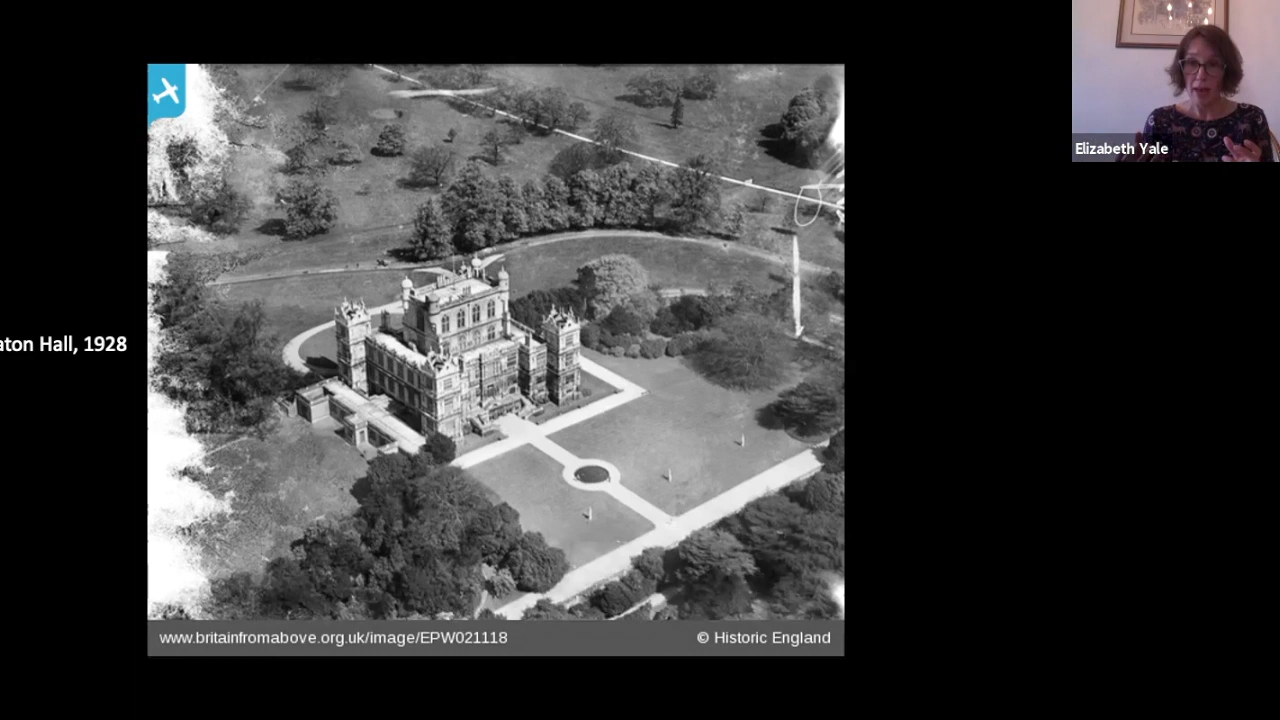 aton Hall, 1928
www.britainfromabove.org.uk/image/EPW021118
© Historic England
Elizabeth Yale